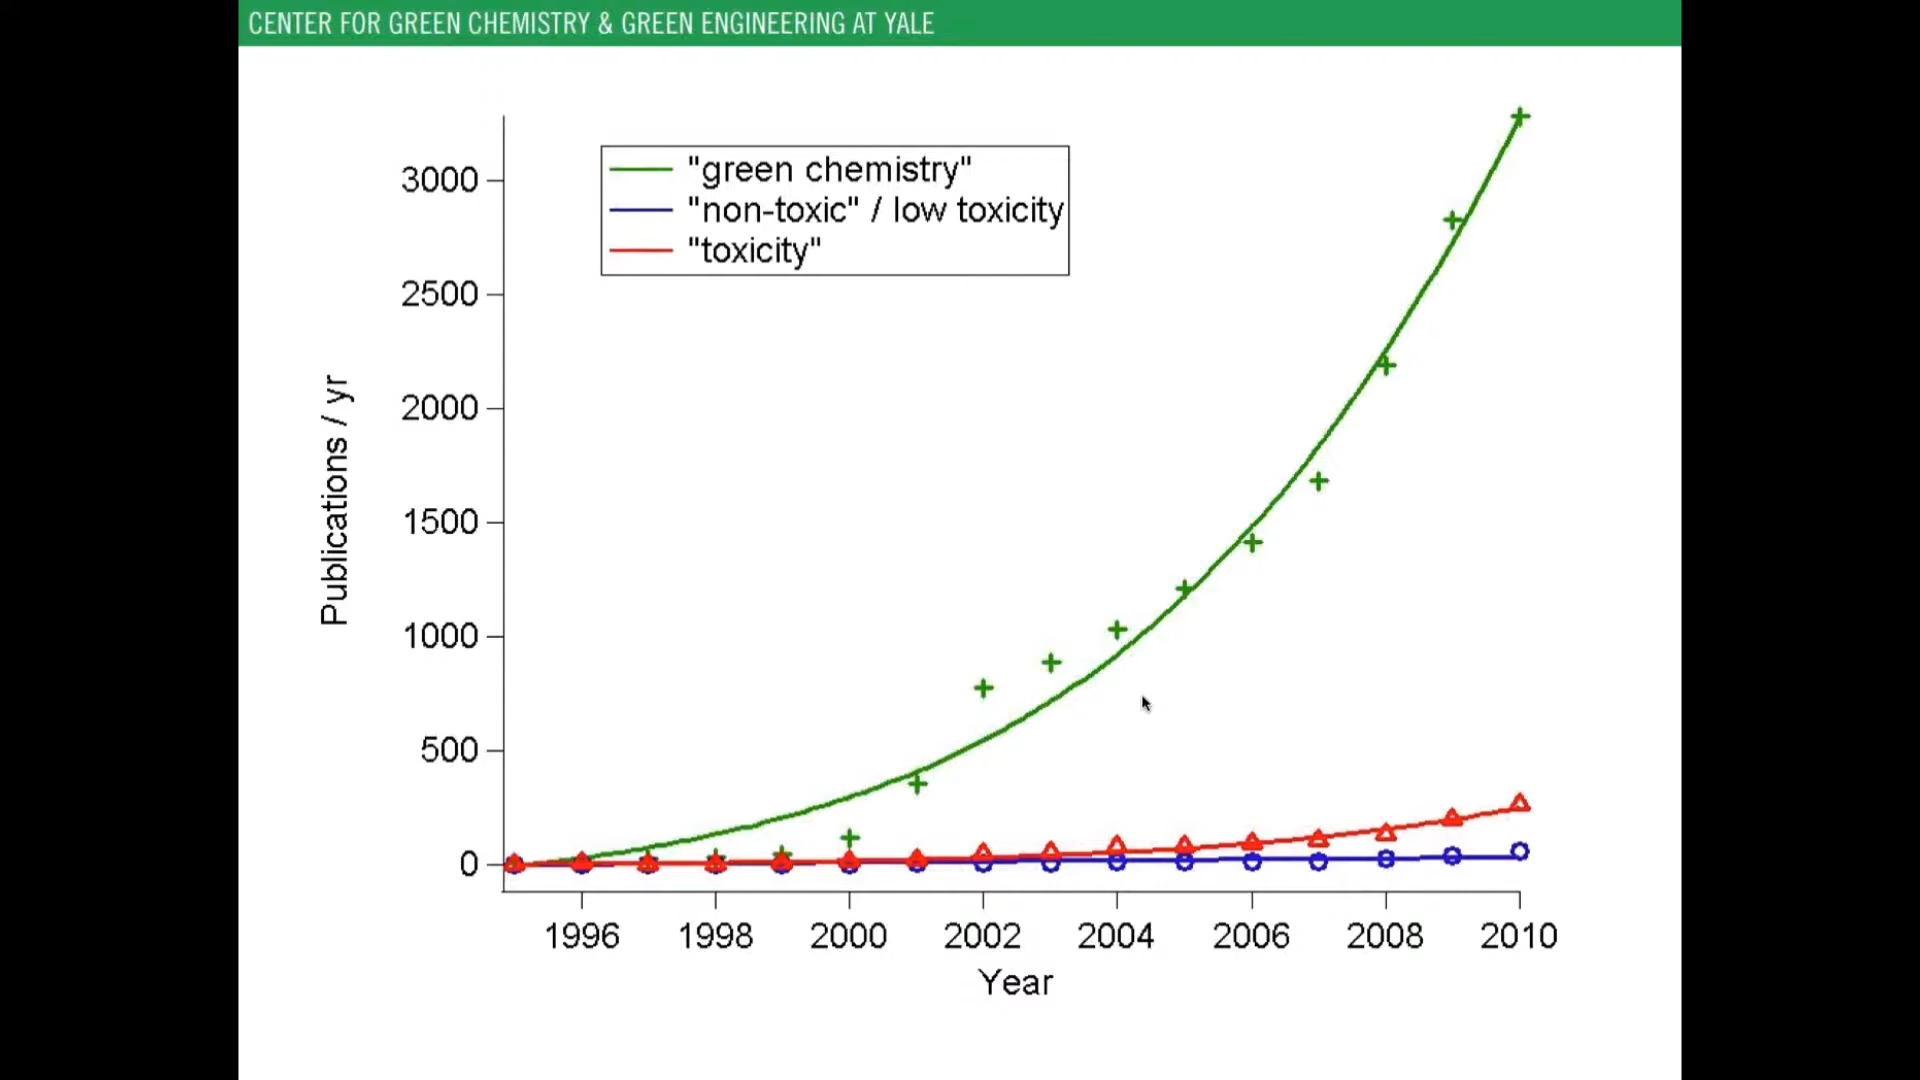 CENTER FOR GREEN CHEMISTRY & GREEN ENGINEERING AT YALE
"green chemistry"
"non-toxic" / low toxicity
"toxicity"
Publications / yr
3000
2500
2000
1500
1000
500
0
1996 1998 2000 2002 2004 2006 2008 2010
Year